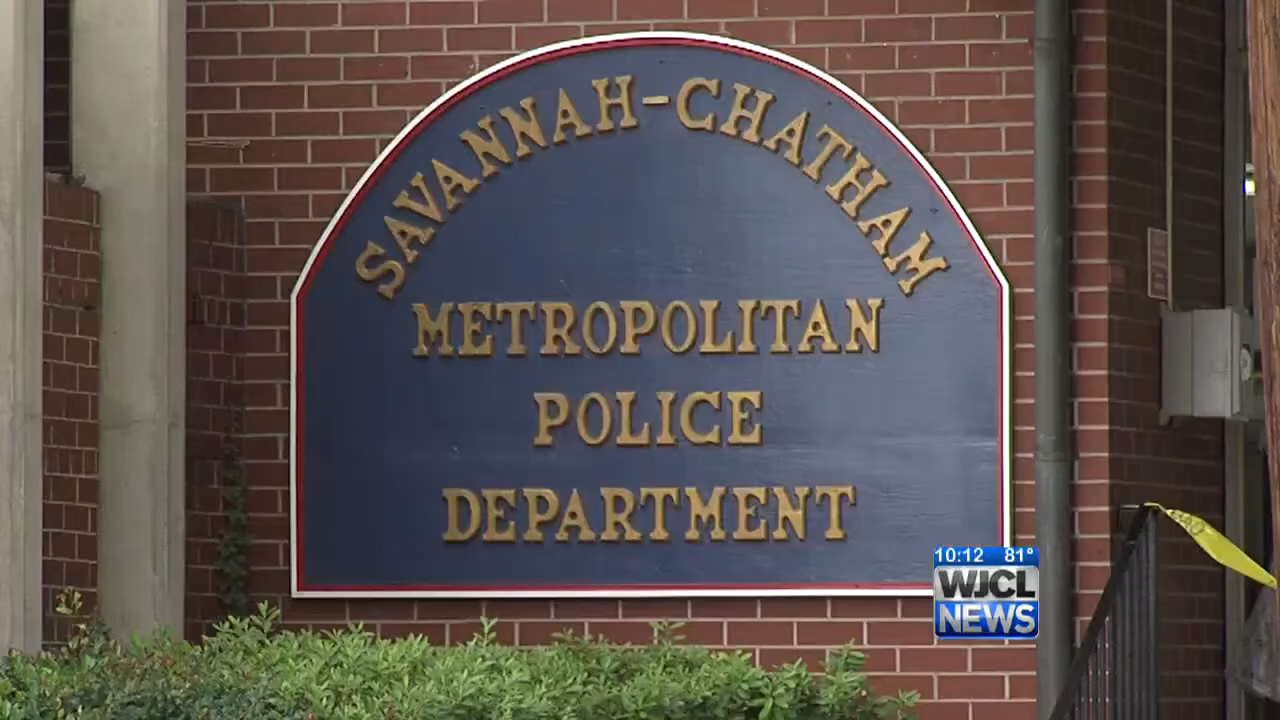 SAVANNAH-CHATHAM
METROPOLITAN
POLICE
DEPARTMENT
10:12 81°
WJCL
NEWS